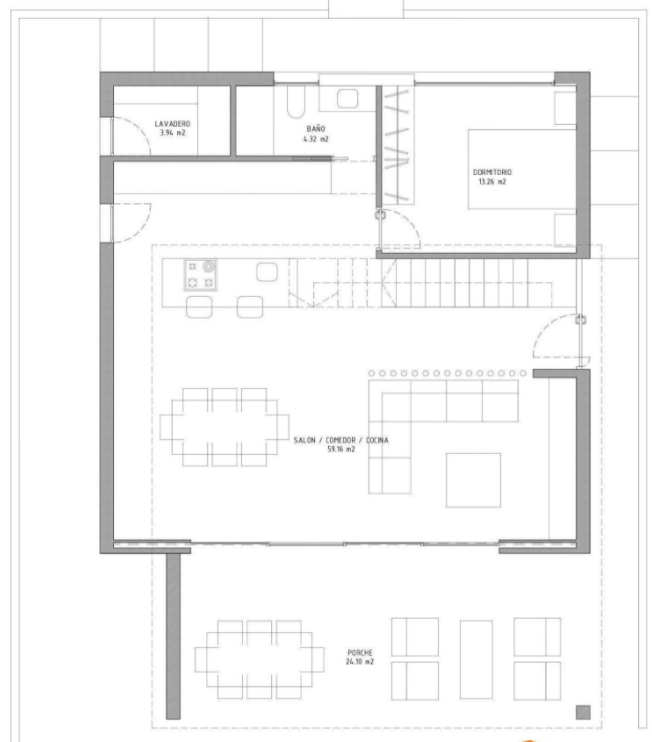 LAVADERO
3.94 m2
BAÑO
4.32 m2
DORMITORIO
13.26 m2
SALON / COMEDOR / COCINA
59.16 m2
PORCHE
24.10 m2